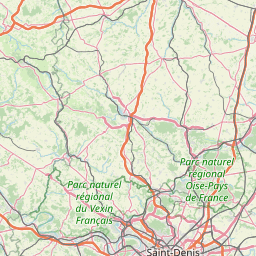 Parc naturel
régional
Oise-Pays
de France
Parc naturel
régional
du Vexin
Français
Saint-Denis